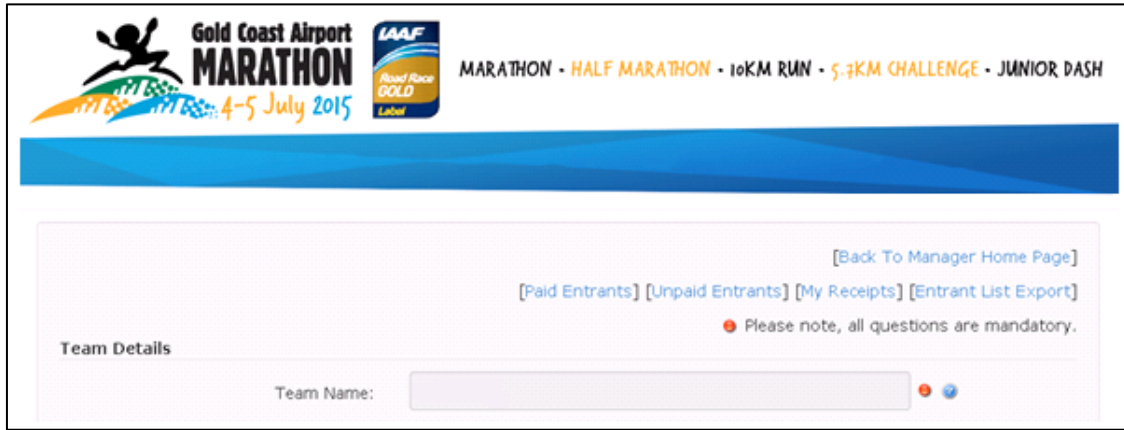 Gold Coast Airport
MARATHON
4-5 July 2015
IAAF
Road Race
GOLD
Label
MARATHON • HALF MARATHON • 10KM RUN • 5.7KM CHALLENGE • JUNIOR DASH
[Back To Manager Home Page]
[Paid Entrants] [Unpaid Entrants] [My Receipts] [Entrant List Export]
Please note, all questions are mandatory.
Team Details
Team Name: